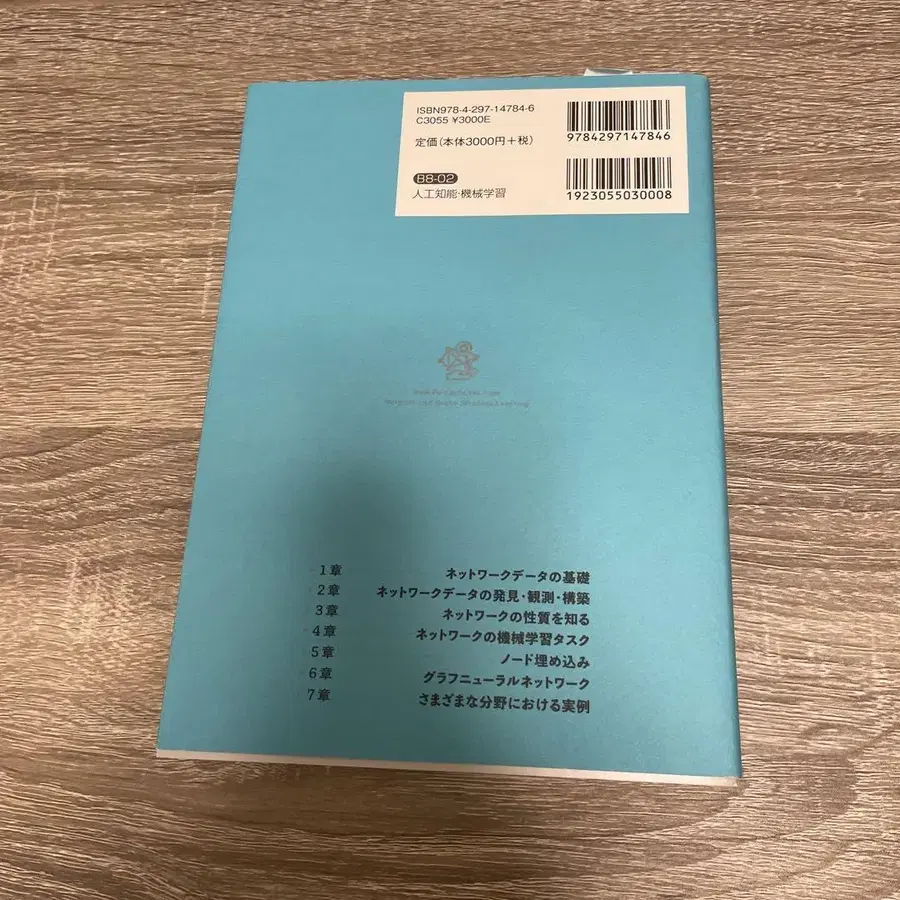 ISBN978-4-297-14784-6
C3055 ¥3000E
定価(本体3000円+税)
9784297147846
B8-02
人工知能・機械学習
1923055030008
1章 ネットワークデータの基礎
2章 ネットワークデータの発見・観測・構築
3章 ネットワークの性質を知る
4章 ネットワークの機械学習タスク
5章 ノード埋め込み
6章 グラフニューラルネットワーク
7章 さまざまな分野における実例